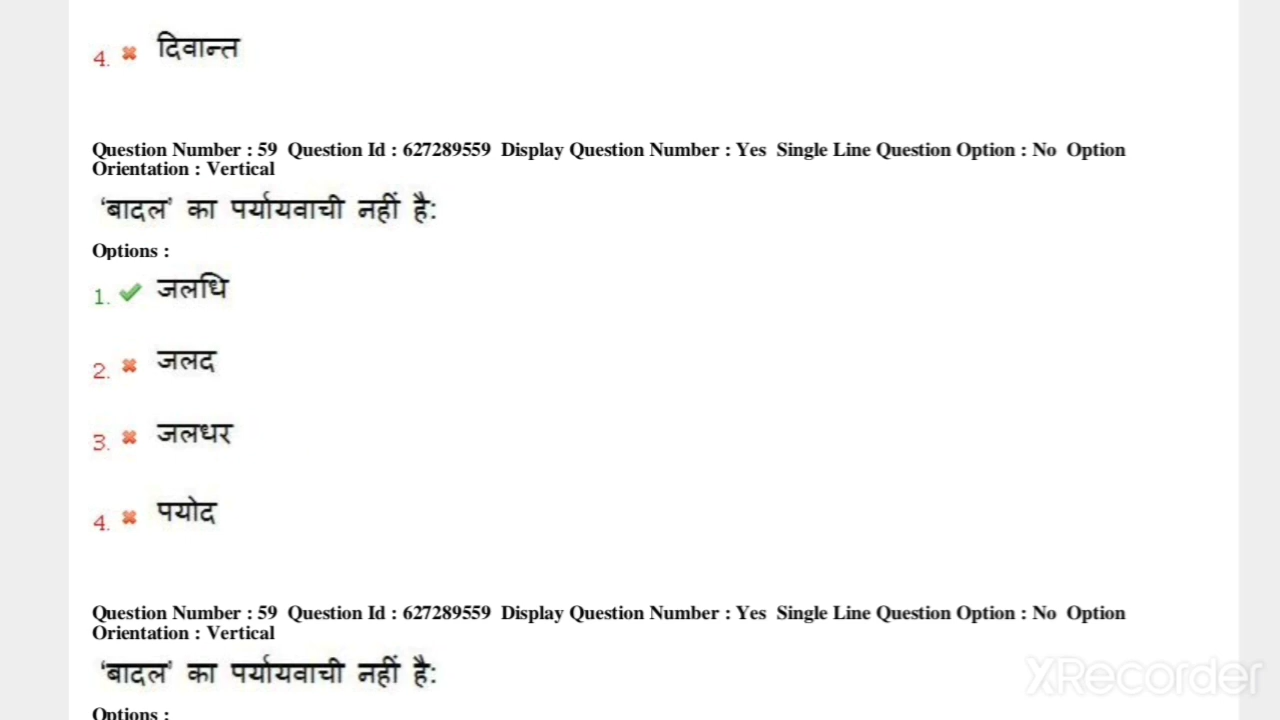 4. दिवान्त
Question Number : 59 Question Id : 627289559 Display Question Number : Yes Single Line Question Option : No Option
Orientation : Vertical
‘बादल’ का पर्यायवाची नहीं है:
Options :
1. जलधि
2. जलद
3. जलधर
4. पयोद
Question Number : 59 Question Id : 627289559 Display Question Number : Yes Single Line Question Option : No Option
Orientation : Vertical
‘बादल’ का पर्यायवाची नहीं है:
Options :
XRecorder